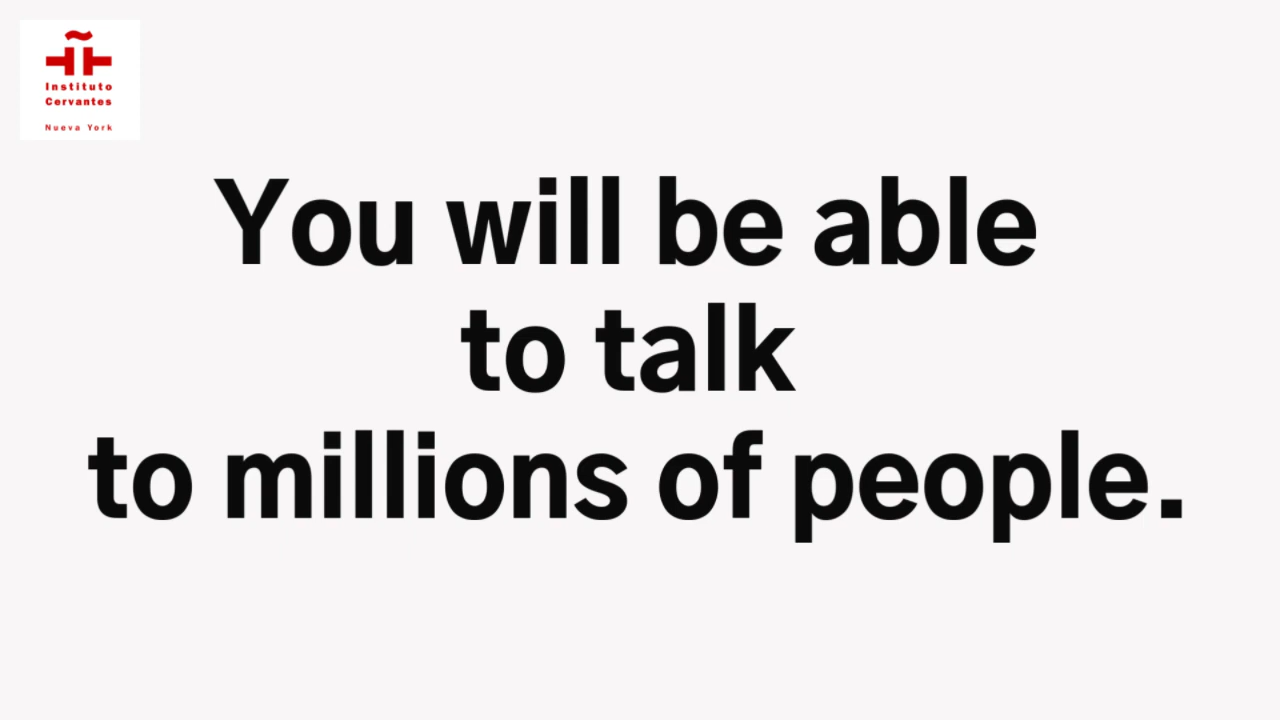 Instituto
Cervantes
Nueva York
You will be able
to talk
to millions of people.